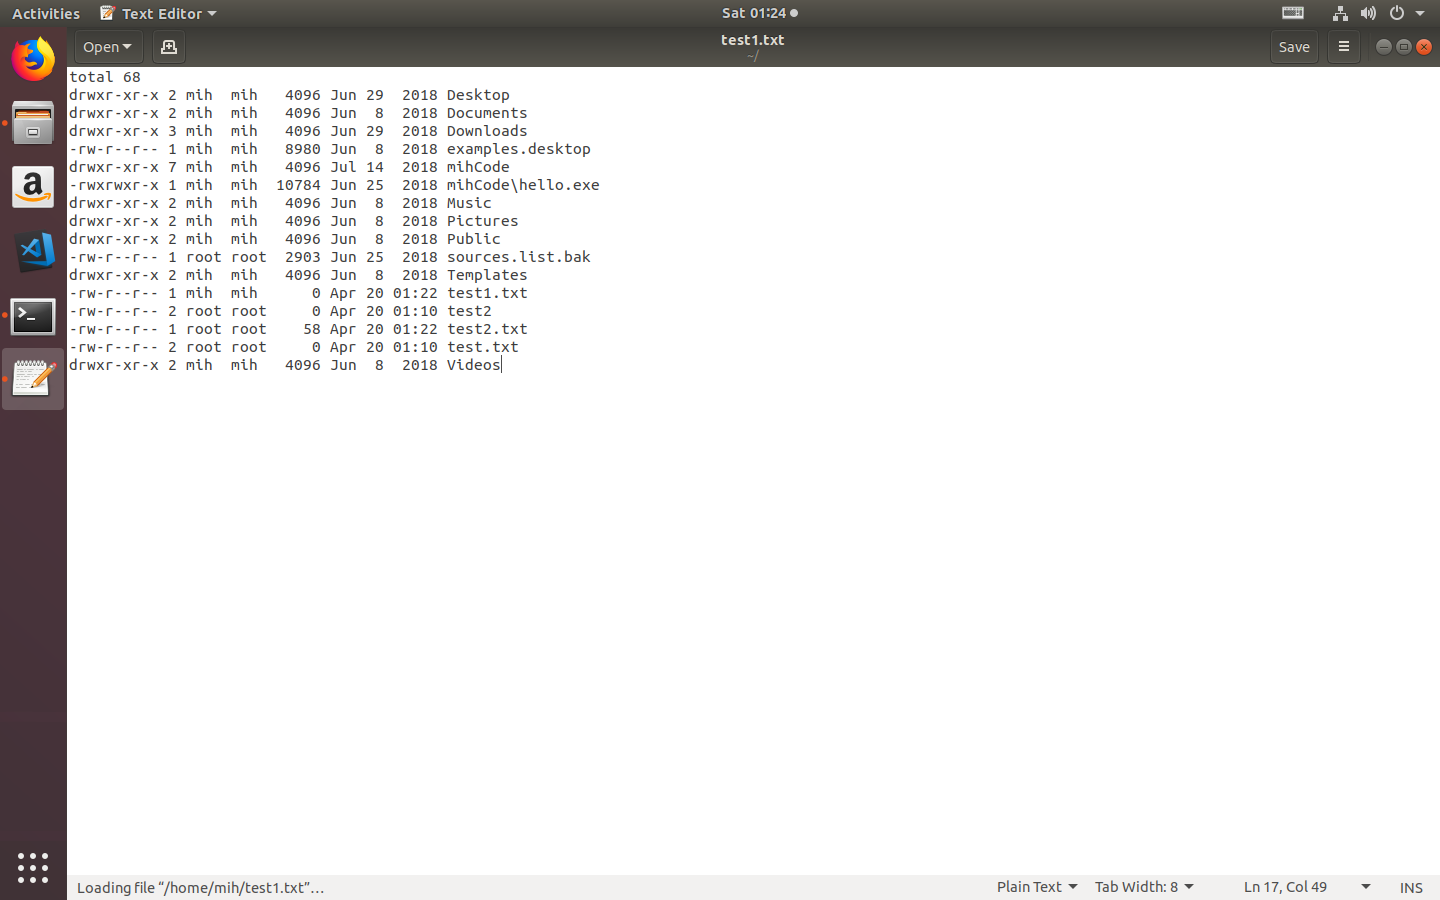 Activities Text Editor Sat 01:24
Open test1.txt Save
~/
total 68
drwxr-xr-x 2 mih  mih   4096 Jun 29  2018 Desktop
drwxr-xr-x 2 mih  mih   4096 Jun  8  2018 Documents
drwxr-xr-x 3 mih  mih   4096 Jun 29  2018 Downloads
-rw-r--r-- 1 mih  mih   8980 Jun  8  2018 examples.desktop
drwxr-xr-x 7 mih  mih   4096 Jul 14  2018 mihCode
-rwxrwxr-x 1 mih  mih  10784 Jun 25  2018 mihCode\hello.exe
drwxr-xr-x 2 mih  mih   4096 Jun  8  2018 Music
drwxr-xr-x 2 mih  mih   4096 Jun  8  2018 Pictures
drwxr-xr-x 2 mih  mih   4096 Jun  8  2018 Public
-rw-r--r-- 1 root root  2903 Jun 25  2018 sources.list.bak
drwxr-xr-x 2 mih  mih   4096 Jun  8  2018 Templates
-rw-r--r-- 1 mih  mih      0 Apr 20 01:22 test1.txt
-rw-r--r-- 2 root root     0 Apr 20 01:10 test2
-rw-r--r-- 1 root root    58 Apr 20 01:22 test2.txt
-rw-r--r-- 2 root root     0 Apr 20 01:10 test.txt
drwxr-xr-x 2 mih  mih   4096 Jun  8  2018 Videos
Loading file “/home/mih/test1.txt”… Plain Text Tab Width: 8 Ln 17, Col 49 INS